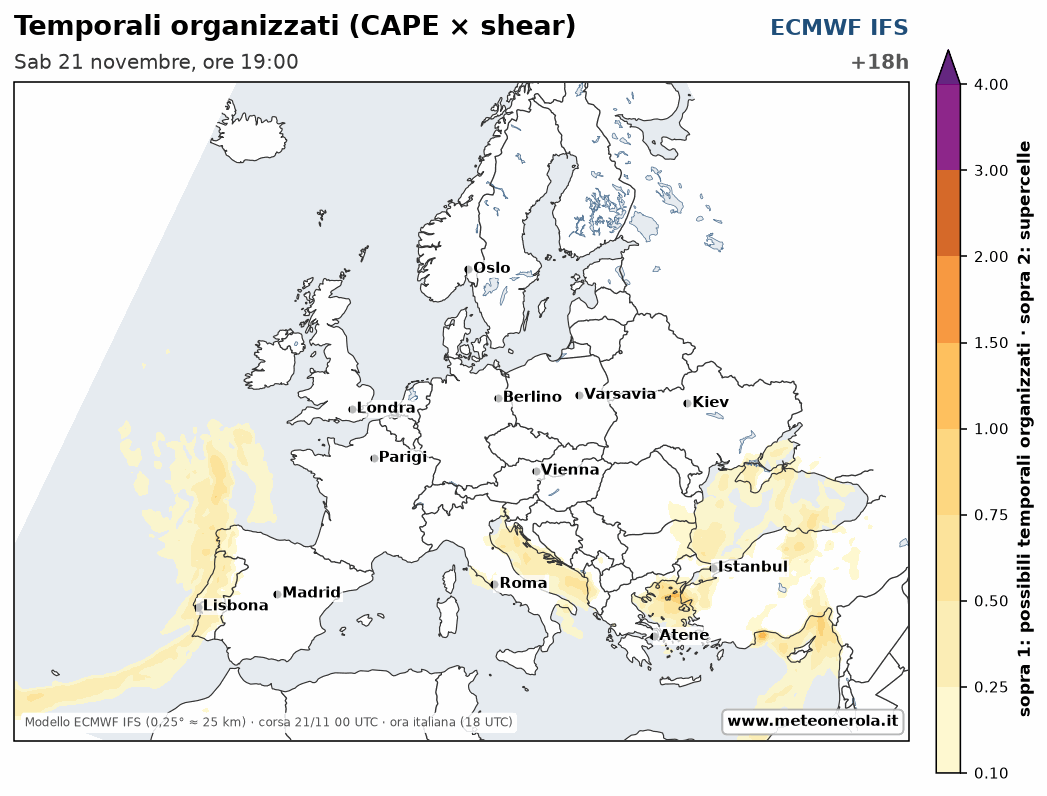 Temporali organizzati (CAPE × shear)
ECMWF IFS
Sab 21 novembre, ore 19:00
+18h
Oslo
Londra
Berlino
Varsavia
Kiev
Parigi
Vienna
Istanbul
Roma
Madrid
Lisbona
Atene
Modello ECMWF IFS (0,25° ≈ 25 km) · corsa 21/11 00 UTC · ora italiana (18 UTC)
www.meteonerola.it
4.00
3.00
2.00
1.50
1.00
0.75
0.50
0.25
0.10
sopra 1: possibili temporali organizzati · sopra 2: supercelle